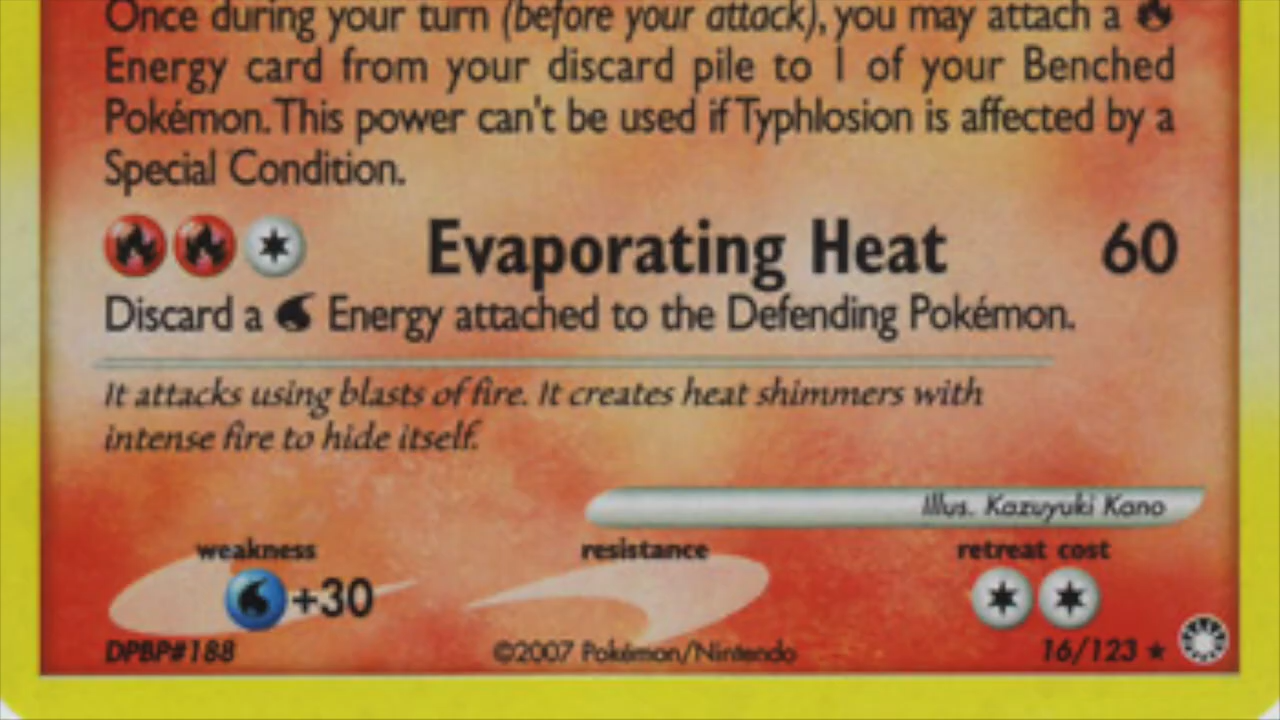 Once during your turn (before your attack), you may attach a
Energy card from your discard pile to 1 of your Benched
Pokémon. This power can't be used if Typhlosion is affected by a
Special Condition.
Evaporating Heat 60
Discard a Energy attached to the Defending Pokémon.
It attacks using blasts of fire. It creates heat shimmers with
intense fire to hide itself.
Illus. Kazuyuki Kano
weakness resistance retreat cost
+30
DPBP#188 ©2007 Pokémon/Nintendo 16/123 ★